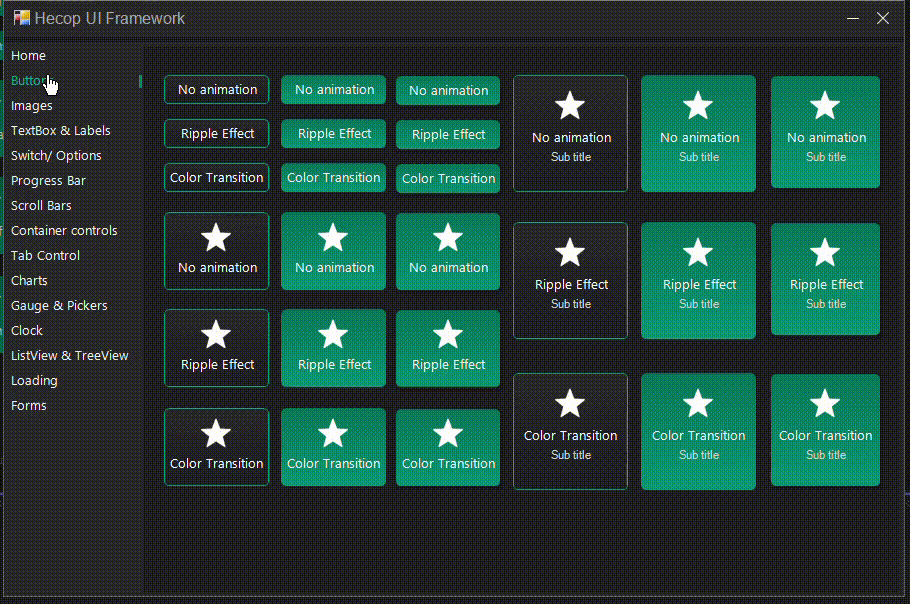 Hecop UI Framework
Home
Button
Images
TextBox & Labels
Switch/ Options
Progress Bar
Scroll Bars
Container controls
Tab Control
Charts
Gauge & Pickers
Clock
ListView & TreeView
Loading
Forms
No animation No animation No animation
Ripple Effect Ripple Effect Ripple Effect
Color Transition Color Transition Color Transition
No animation No animation No animation
Ripple Effect Ripple Effect Ripple Effect
Color Transition Color Transition Color Transition
No animation No animation No animation
Sub title Sub title Sub title
Ripple Effect Ripple Effect Ripple Effect
Sub title Sub title Sub title
Color Transition Color Transition Color Transition
Sub title Sub title Sub title